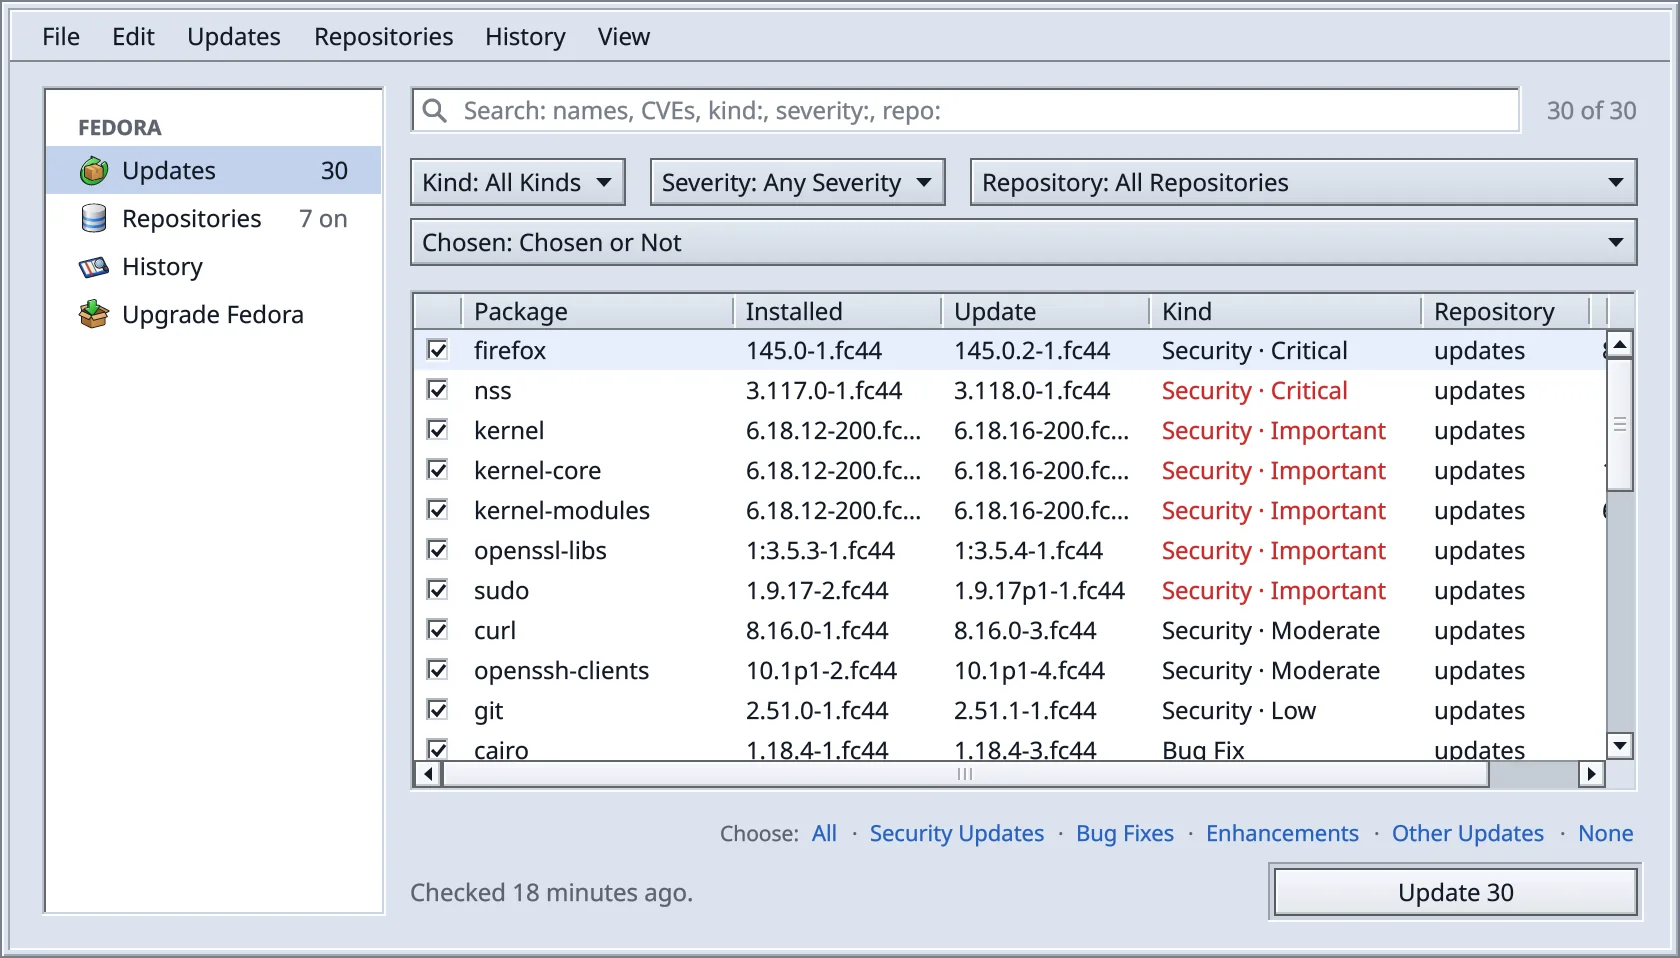 File Edit Updates Repositories History View
FEDORA
Updates 30
Repositories 7 on
History
Upgrade Fedora
Search: names, CVEs, kind:, severity:, repo:
30 of 30
Kind: All Kinds
Severity: Any Severity
Repository: All Repositories
Chosen: Chosen or Not
Package Installed Update Kind Repository
firefox 145.0-1.fc44 145.0.2-1.fc44 Security · Critical updates
nss 3.117.0-1.fc44 3.118.0-1.fc44 Security · Critical updates
kernel 6.18.12-200.fc... 6.18.16-200.fc... Security · Important updates
kernel-core 6.18.12-200.fc... 6.18.16-200.fc... Security · Important updates
kernel-modules 6.18.12-200.fc... 6.18.16-200.fc... Security · Important updates
openssl-libs 1:3.5.3-1.fc44 1:3.5.4-1.fc44 Security · Important updates
sudo 1.9.17-2.fc44 1.9.17p1-1.fc44 Security · Important updates
curl 8.16.0-1.fc44 8.16.0-3.fc44 Security · Moderate updates
openssh-clients 10.1p1-2.fc44 10.1p1-4.fc44 Security · Moderate updates
git 2.51.0-1.fc44 2.51.1-1.fc44 Security · Low updates
cairo 1.18.4-1.fc44 1.18.4-3.fc44 Bug Fix updates
Choose: All · Security Updates · Bug Fixes · Enhancements · Other Updates · None
Checked 18 minutes ago.
Update 30